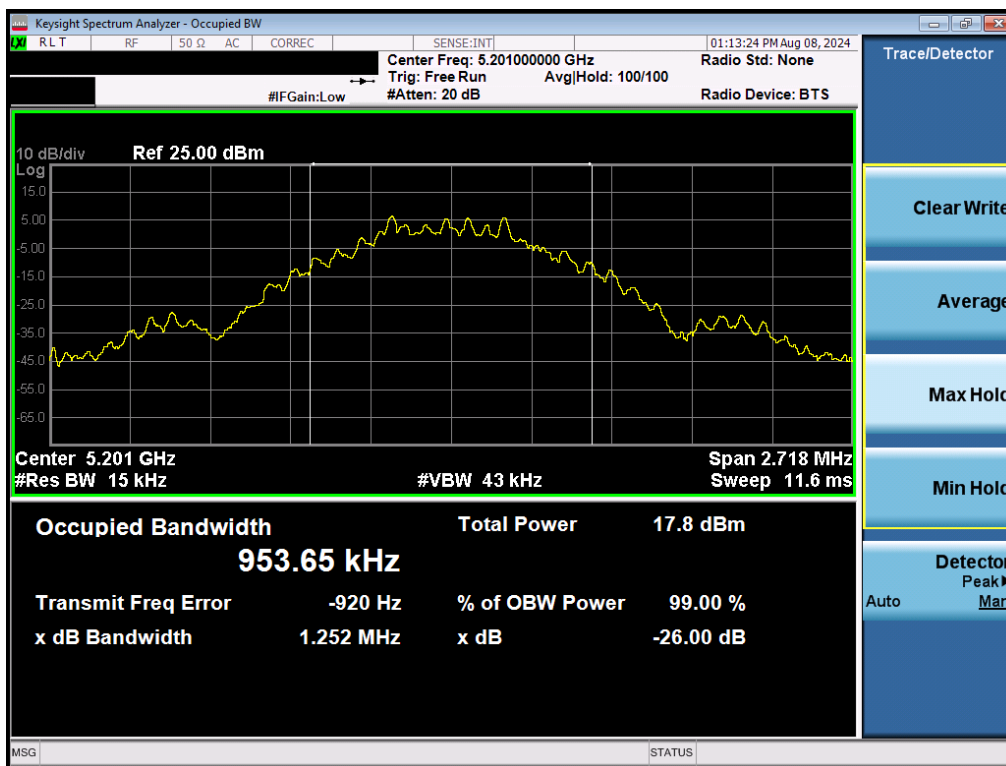 Keysight Spectrum Analyzer - Occupied BW
LXI RLT RF 50 Ω AC CORREC SENSE:INT 01:13:24 PM Aug 08, 2024
Center Freq: 5.201000000 GHz Radio Std: None
Trig: Free Run Avg|Hold: 100/100
#IFGain:Low #Atten: 20 dB Radio Device: BTS
Trace/Detector
10 dB/div Ref 25.00 dBm
Log
15.0
5.00
-5.00
-15.0
-25.0
-35.0
-45.0
-55.0
-65.0
Center 5.201 GHz Span 2.718 MHz
#Res BW 15 kHz #VBW 43 kHz Sweep 11.6 ms
Occupied Bandwidth Total Power 17.8 dBm
953.65 kHz
Transmit Freq Error -920 Hz % of OBW Power 99.00 %
x dB Bandwidth 1.252 MHz x dB -26.00 dB
Clear Write
Average
Max Hold
Min Hold
Detector
Peak
Auto Man
MSG STATUS